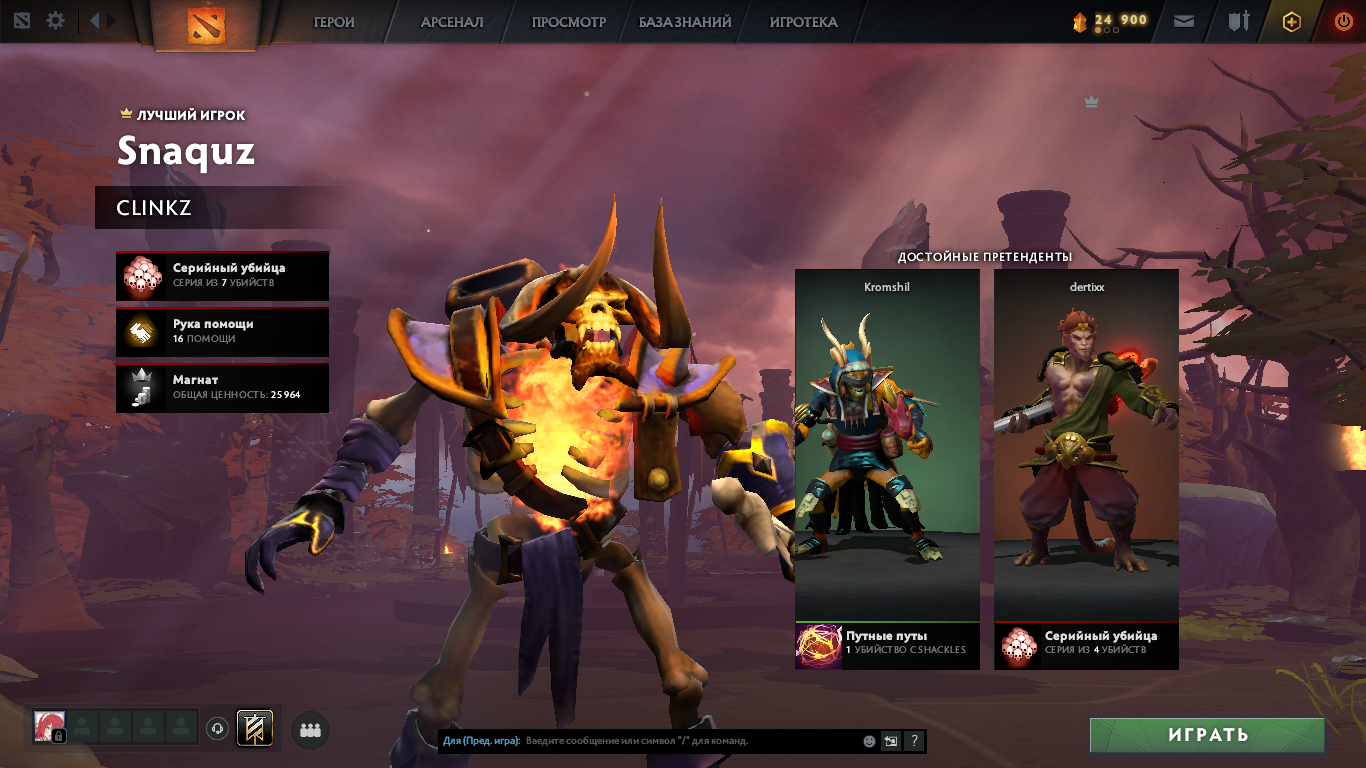 ГЕРОИ
АРСЕНАЛ
ПРОСМОТР
БАЗА ЗНАНИЙ
ИГРОТЕКА
24 900
ЛУЧШИЙ ИГРОК
Snaquz
CLINKZ
Серийный убийца
СЕРИЯ ИЗ 7 УБИЙСТВ
Рука помощи
16 ПОМОЩИ
Магнат
ОБЩАЯ ЦЕННОСТЬ: 25 964
ДОСТОЙНЫЕ ПРЕТЕНДЕНТЫ
Kromshil
Путные путы
1 УБИЙСТВО С SHACKLES
dertixx
Серийный убийца
СЕРИЯ ИЗ 4 УБИЙСТВ
Для (Пред. игра): Введите сообщение или символ "/" для команд.
?
ИГРАТЬ